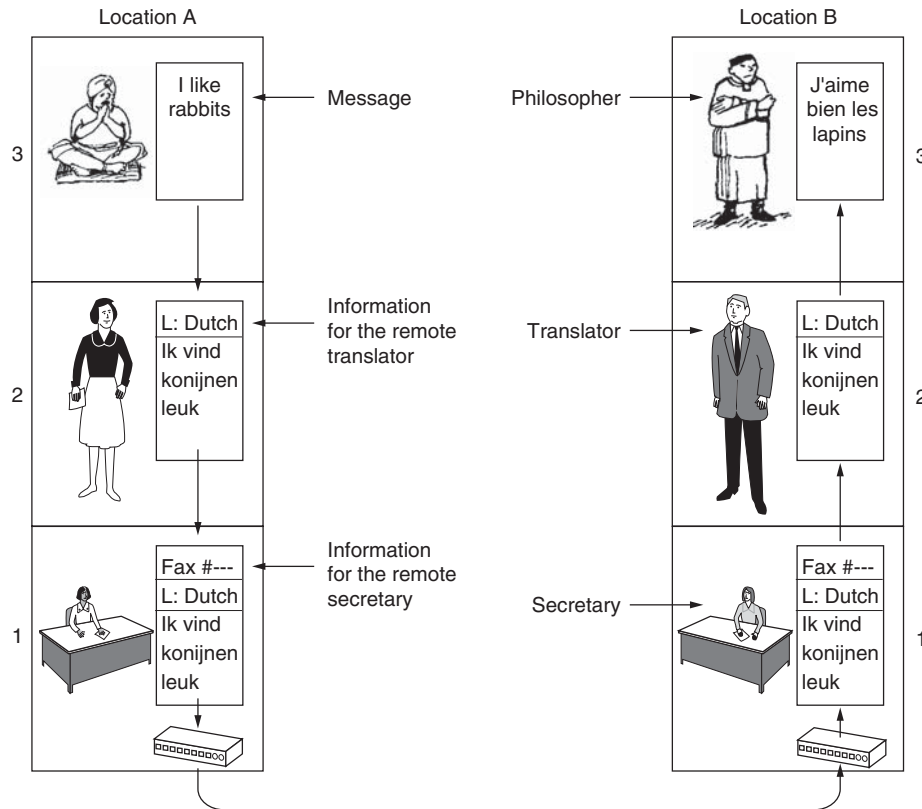 Location A
Location B
3
I like
rabbits
Message
Philosopher
J'aime
bien les
lapins
3
2
L: Dutch
Ik vind
konijnen
leuk
Information
for the remote
translator
Translator
L: Dutch
Ik vind
konijnen
leuk
2
1
Fax #---
L: Dutch
Ik vind
konijnen
leuk
Information
for the remote
secretary
Secretary
Fax #---
L: Dutch
Ik vind
konijnen
leuk
1